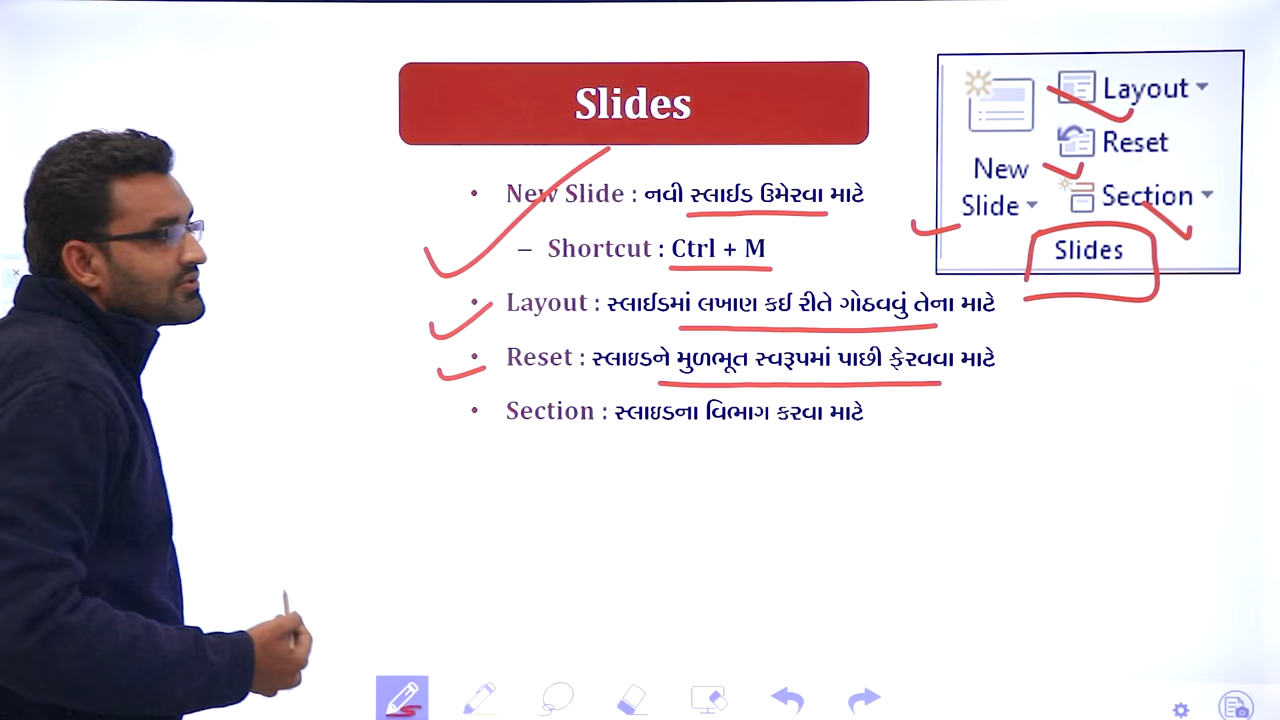 Slides
• New Slide : નવી સ્લાઈડ ઉમેરવા માટે
– Shortcut : Ctrl + M
• Layout : સ્લાઈડમાં લખાણ કઈ રીતે ગોઠવવું તેના માટે
• Reset : સ્લાઇડને મુળભૂત સ્વરૂપમાં પાછી ફેરવવા માટે
• Section : સ્લાઇડના વિભાગ કરવા માટે
New
Slide
Layout
Reset
Section
Slides